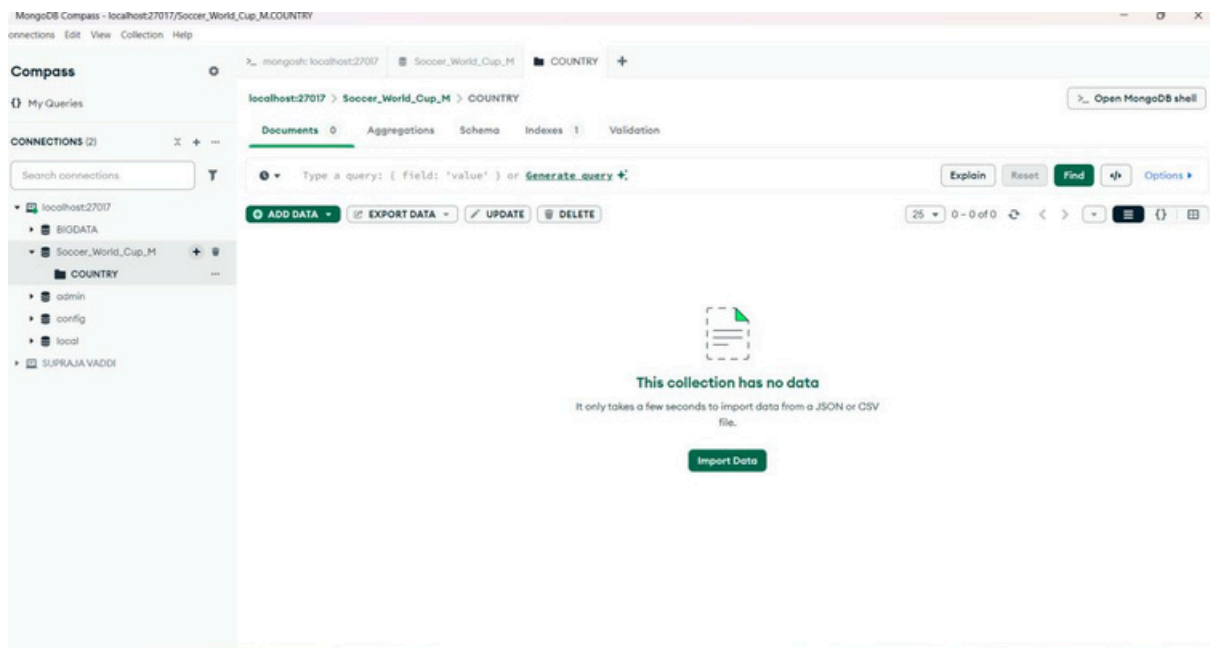 MongoDB Compass - localhost:27017/Soccer_World_Cup_M.COUNTRY
onnections Edit View Collection Help
Compass
My Queries
CONNECTIONS (2)
Search connections
localhost:27017
BIGDATA
Soccer_World_Cup_M
COUNTRY
admin
config
local
SUPRAJA VADDI
>_ mongosh: localhost:27017 Soccer_World_Cup_M COUNTRY +
localhost:27017 > Soccer_World_Cup_M > COUNTRY
>_ Open MongoDB shell
Documents 0 Aggregations Schema Indexes 1 Validation
Type a query: { field: 'value' } or Generate query
Explain Reset Find </> Options
ADD DATA EXPORT DATA UPDATE DELETE
25 0 – 0 of 0 {}
This collection has no data
It only takes a few seconds to import data from a JSON or CSV
file.
Import Data